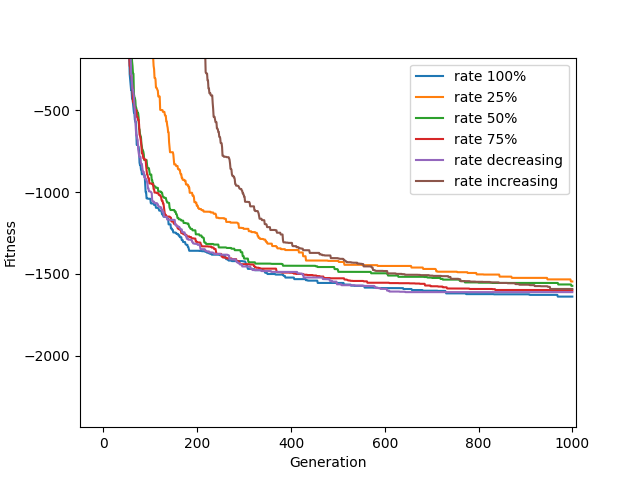 rate 100%
rate 25%
rate 50%
rate 75%
rate decreasing
rate increasing
−500
−1000
−1500
−2000
Fitness
0 200 400 600 800 1000
Generation